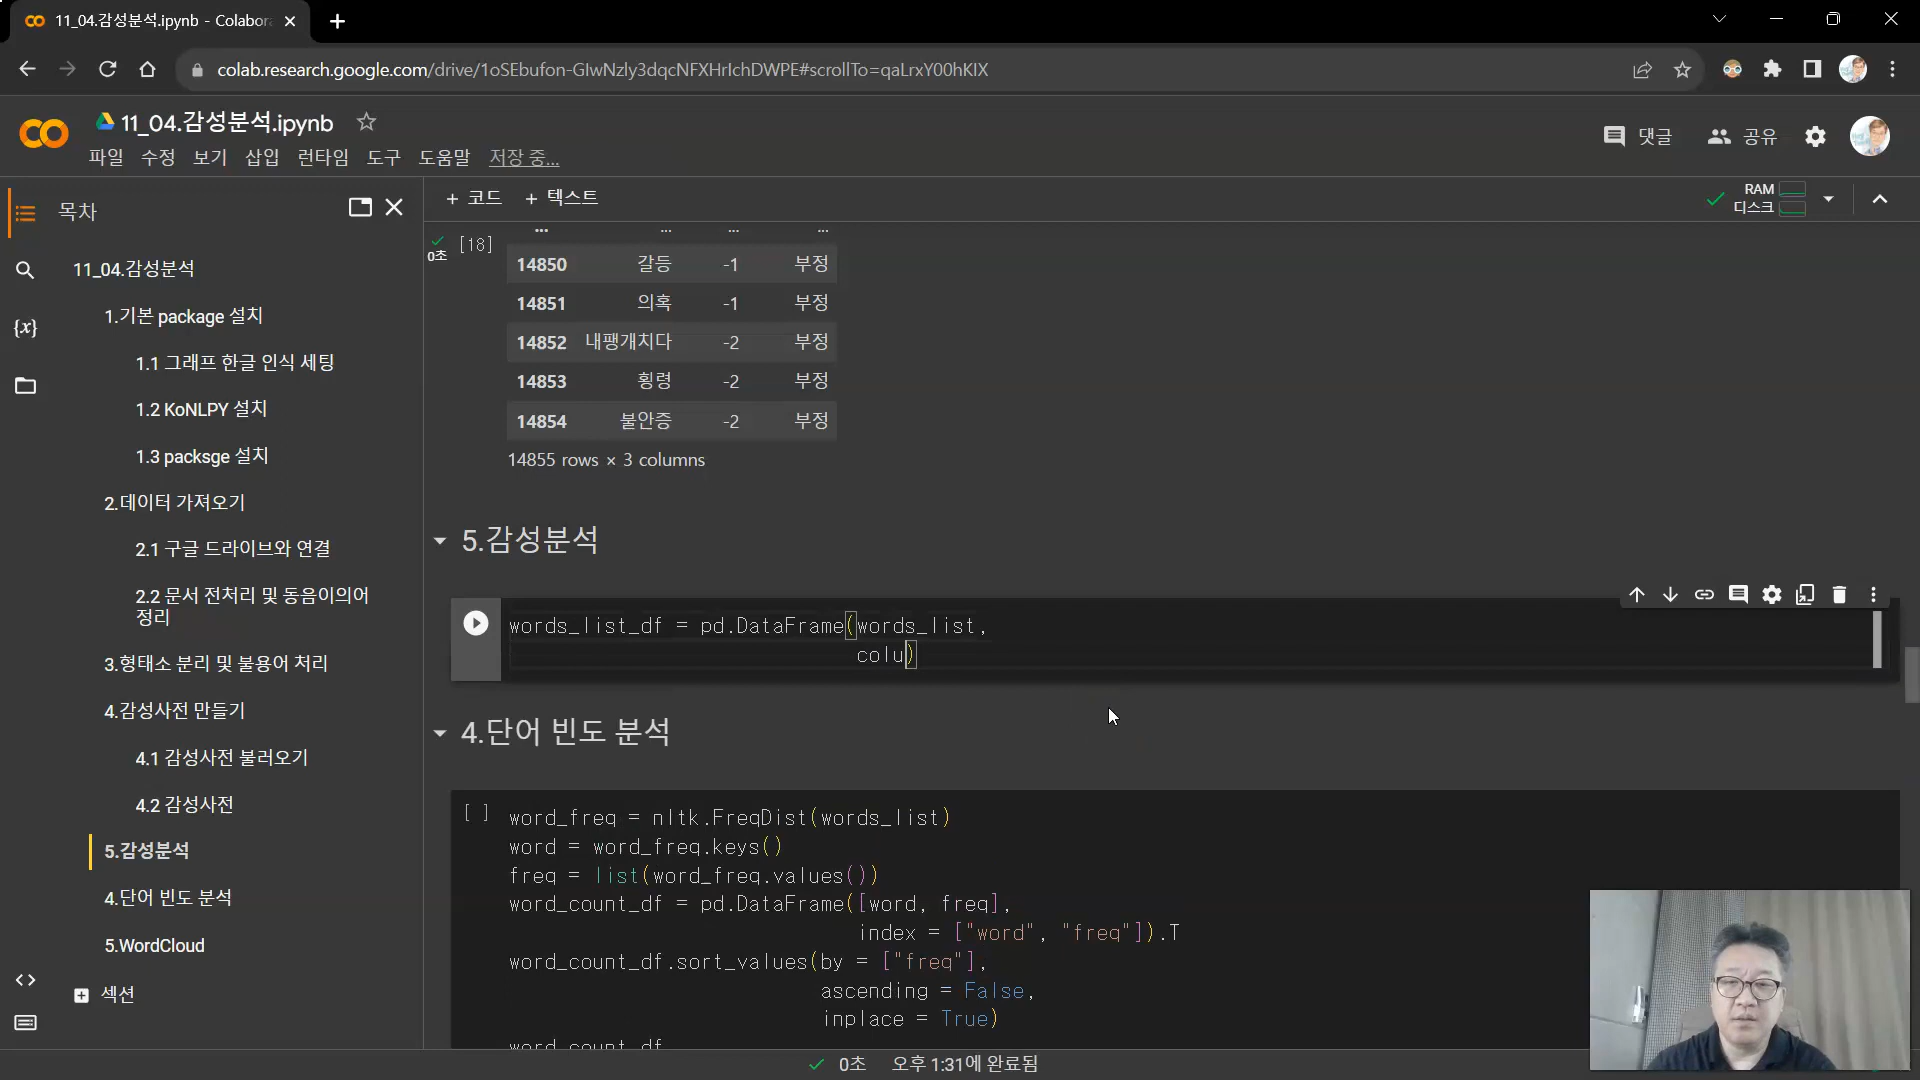 11_04.감성분석.ipynb - Colabor
colab.research.google.com/drive/1oSEbufon-GIwNzly3dqcNFXHrIchDWPE#scrollTo=qaLrxY00hKIX
11_04.감성분석.ipynb
댓글
공유
파일 수정 보기 삽입 런타임 도구 도움말 저장 중...
목차
+ 코드 + 텍스트
RAM
디스크
11_04.감성분석
1.기본 package 설치
1.1 그래프 한글 인식 세팅
1.2 KoNLPY 설치
1.3 packsge 설치
2.데이터 가져오기
2.1 구글 드라이브와 연결
2.2 문서 전처리 및 동음이의어
정리
3.형태소 분리 및 불용어 처리
4.감성사전 만들기
4.1 감성사전 불러오기
4.2 감성사전
5.감성분석
4.단어 빈도 분석
5.WordCloud
섹션
... ... ... ...
0초
[18]
14850 갈등 -1 부정
14851 의혹 -1 부정
14852 내팽개치다 -2 부정
14853 횡령 -2 부정
14854 불안증 -2 부정
14855 rows × 3 columns
5.감성분석
words_list_df = pd.DataFrame(words_list,
colu)
4.단어 빈도 분석
[ ]
word_freq = nltk.FreqDist(words_list)
word = word_freq.keys()
freq = list(word_freq.values())
word_count_df = pd.DataFrame([word, freq],
index = ["word", "freq"]).T
word_count_df.sort_values(by = ["freq"],
ascending = False,
inplace = True)
word_count_df
0초 오후 1:31에 완료됨